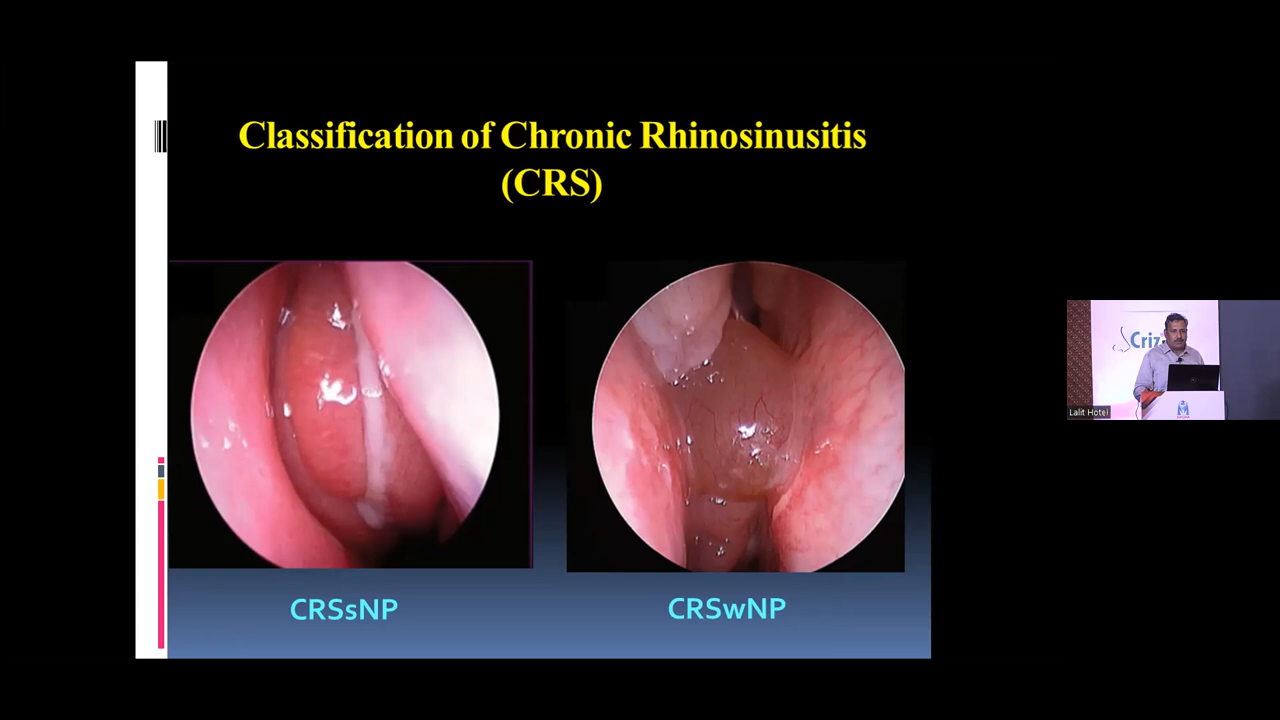 Classification of Chronic Rhinosinusitis
(CRS)
CRSsNP
CRSwNP
Lalit Hotel